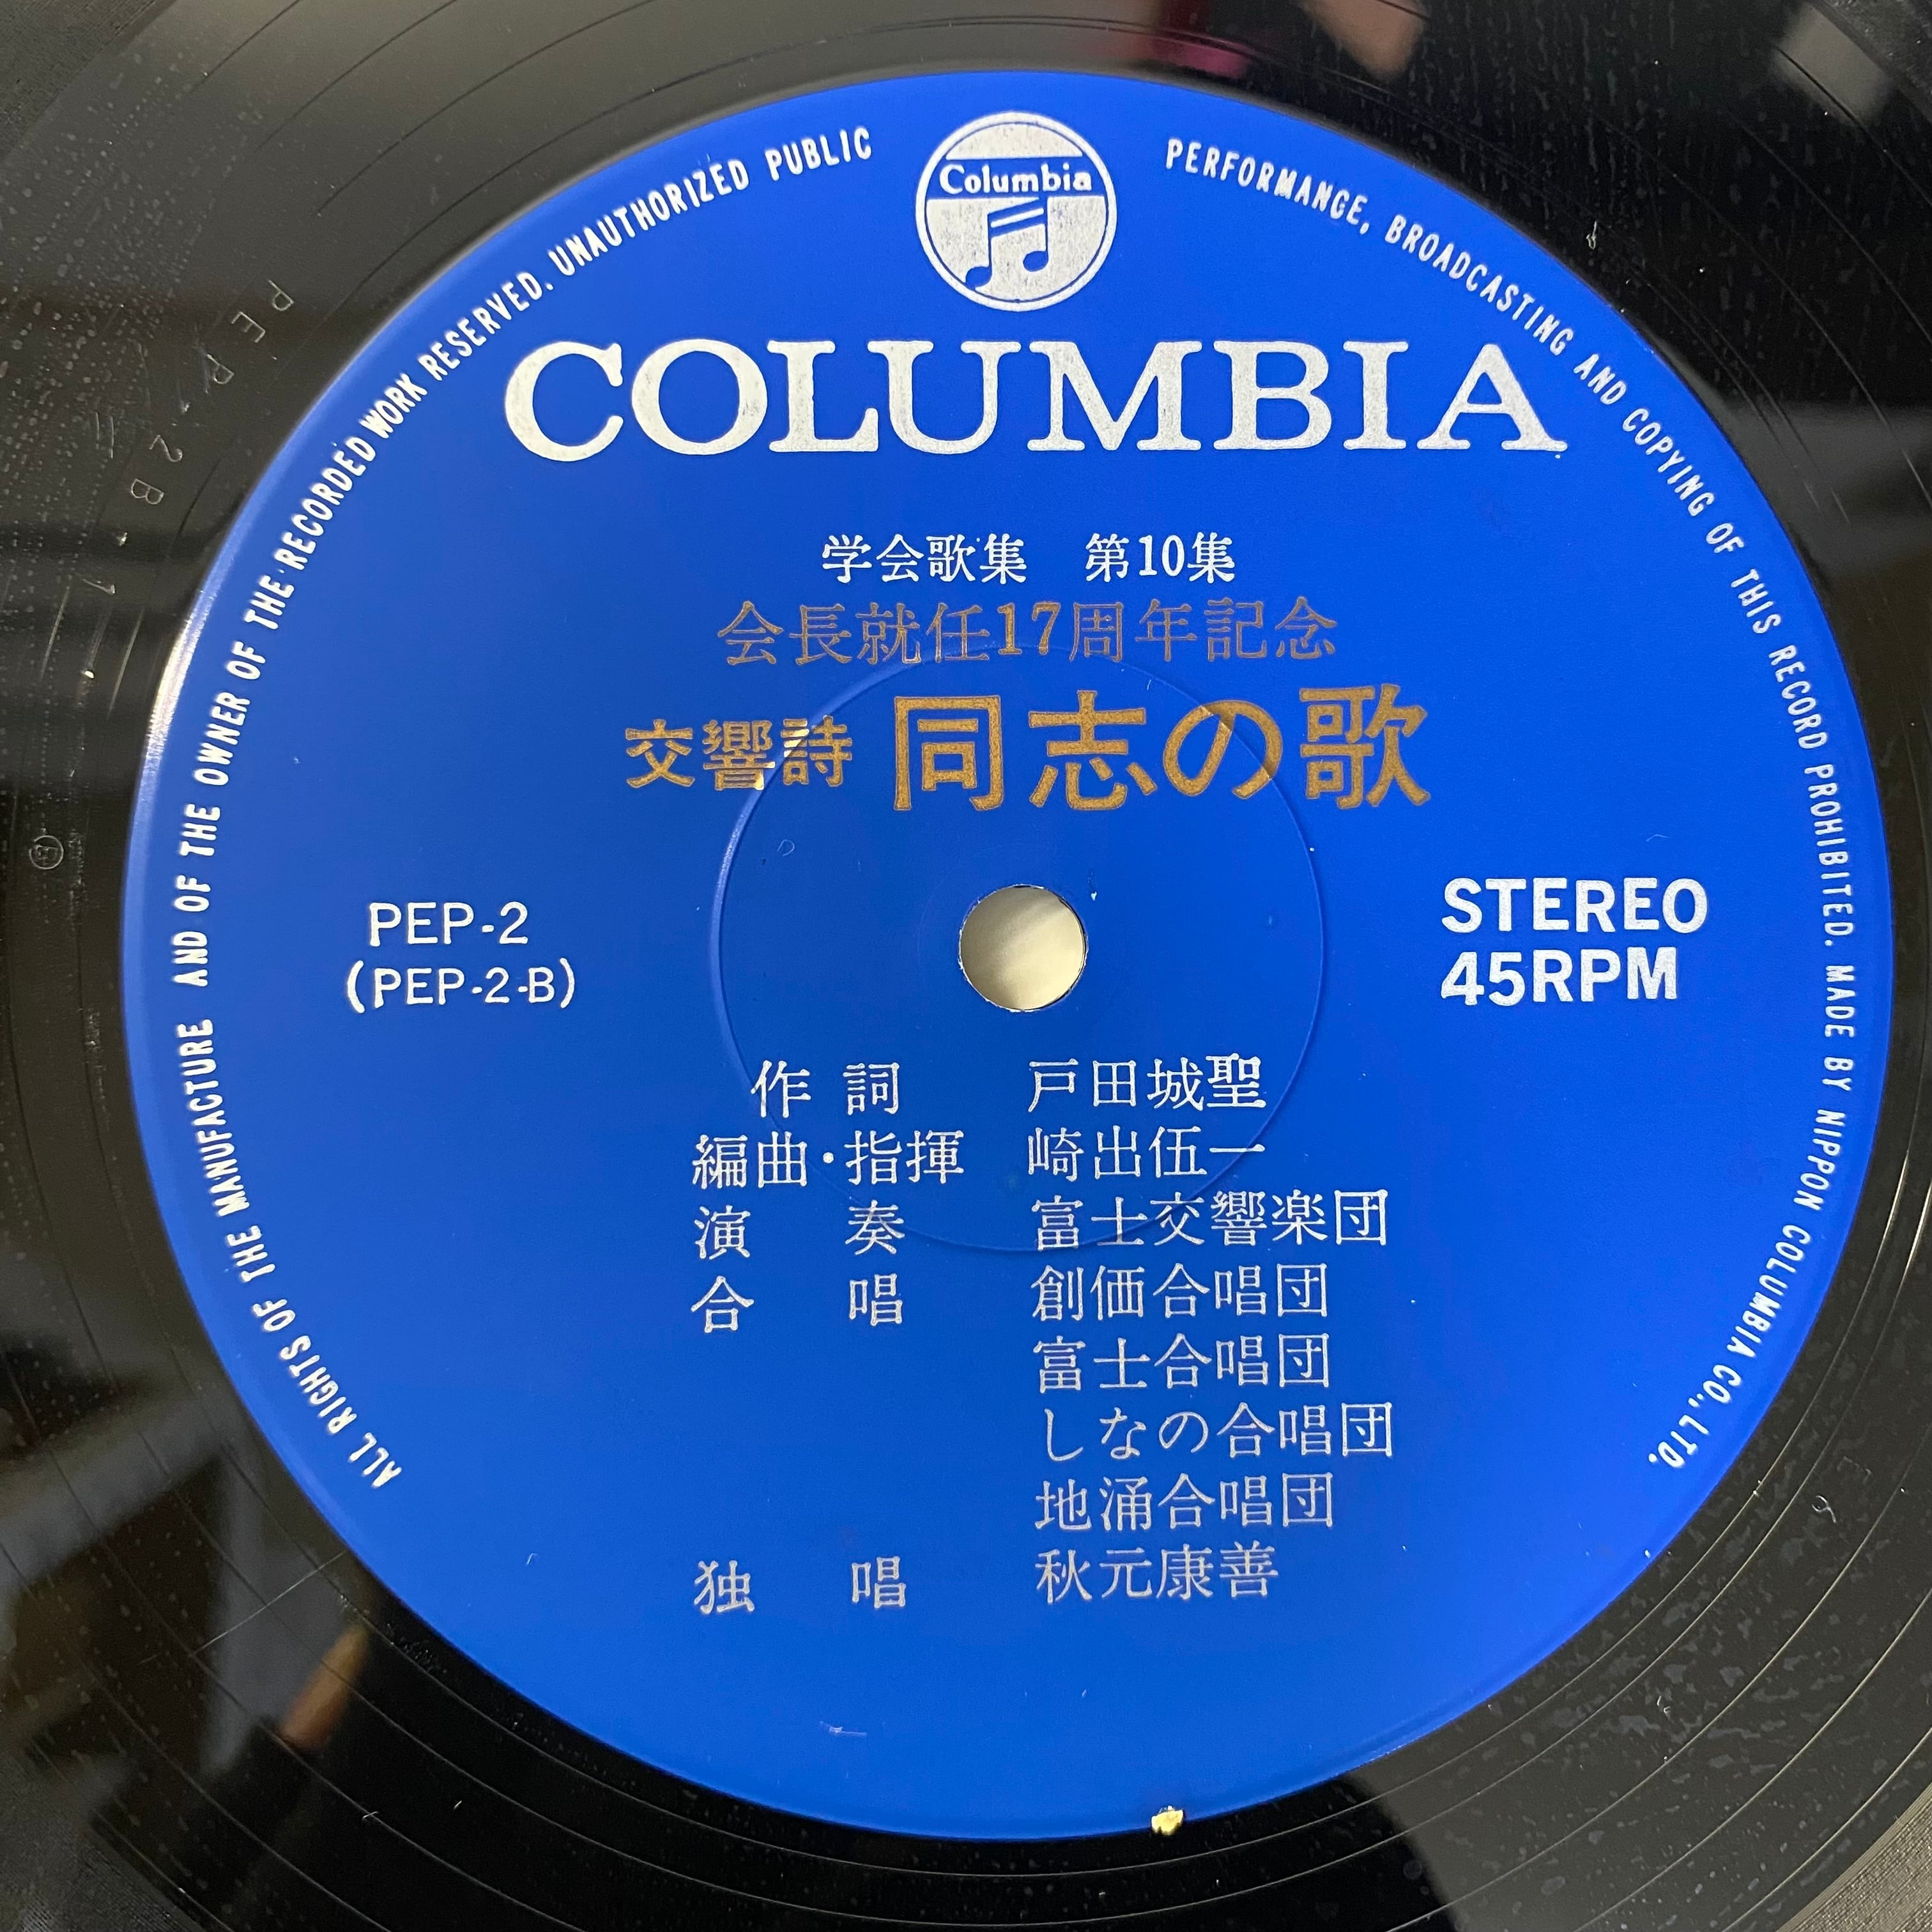 Columbia
COLUMBIA
学会歌集 第10集
会長就任17周年記念
交響詩 同志の歌
PEP-2
(PEP-2-B)
STEREO
45RPM
作詞 戸田城聖
編曲・指揮 崎出伍一
演奏 富士交響楽団
合唱 創価合唱団
富士合唱団
しなの合唱団
地涌合唱団
独唱 秋元康善
ALL RIGHTS OF THE MANUFACTURE AND OF THE OWNER OF THE RECORDED WORK RESERVED. UNAUTHORIZED PUBLIC PERFORMANCE, BROADCASTING AND COPYING OF THIS RECORD PROHIBITED. MADE BY NIPPON COLUMBIA CO., LTD.